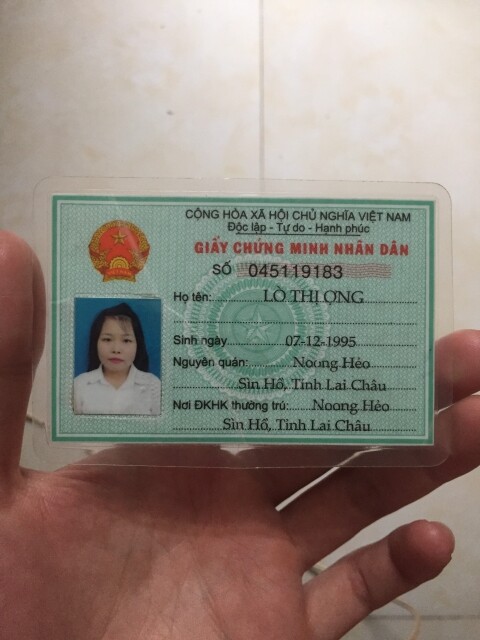 CỘNG HÒA XÃ HỘI CHỦ NGHĨA VIỆT NAM
Độc lập - Tự do - Hạnh phúc
GIẤY CHỨNG MINH NHÂN DÂN
SỐ 045119183
Họ tên: LÒ THỊ ỌNG
Sinh ngày 07-12-1995
Nguyên quán: Noong Hẻo
Sìn Hồ, Tỉnh Lai Châu
Nơi ĐKHK thường trú: Noong Hẻo
Sìn Hồ, Tỉnh Lai Châu